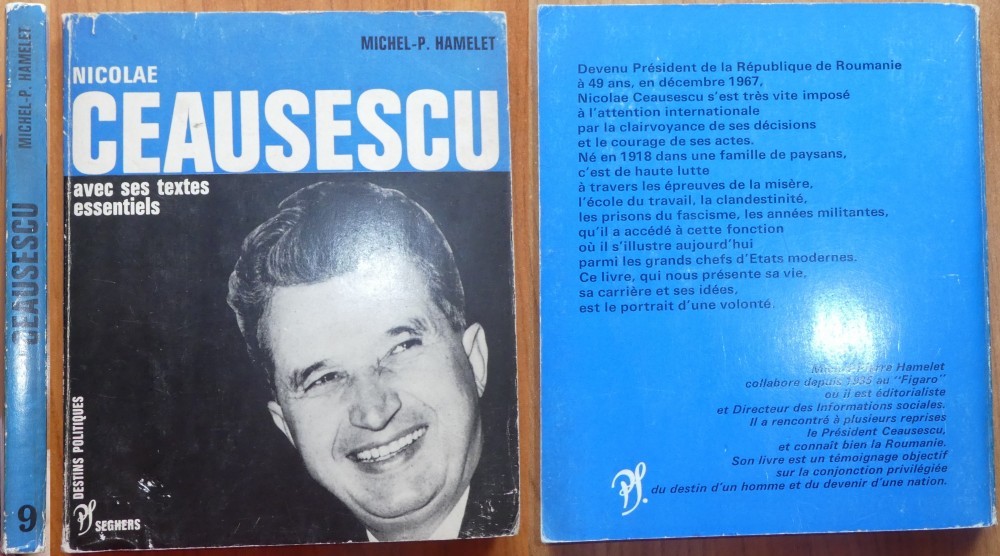 MICHEL-P. HAMELET
CEAUSESCU
9
MICHEL-P. HAMELET
NICOLAE
CEAUSESCU
avec ses textes
essentiels
DESTINS POLITIQUES
PS SEGHERS
Devenu Président de la République de Roumanie
à 49 ans, en décembre 1967,
Nicolae Ceausescu s'est très vite imposé
à l'attention internationale
par la clairvoyance de ses décisions
et le courage de ses actes.
Né en 1918 dans une famille de paysans,
c'est de haute lutte
à travers les épreuves de la misère,
l'école du travail, la clandestinité,
les prisons du fascisme, les années militantes,
qu'il a accédé à cette fonction
où il s'illustre aujourd'hui
parmi les grands chefs d'Etats modernes.
Ce livre, qui nous présente sa vie,
sa carrière et ses idées,
est le portrait d'une volonté.
Michel-Pierre Hamelet
collabore depuis 1935 au "Figaro"
où il est éditorialiste
et Directeur des Informations sociales.
Il a rencontré à plusieurs reprises
le Président Ceausescu,
et connaît bien la Roumanie.
Son livre est un témoignage objectif
sur la conjonction privilégiée
du destin d'un homme et du devenir d'une nation.
PS.